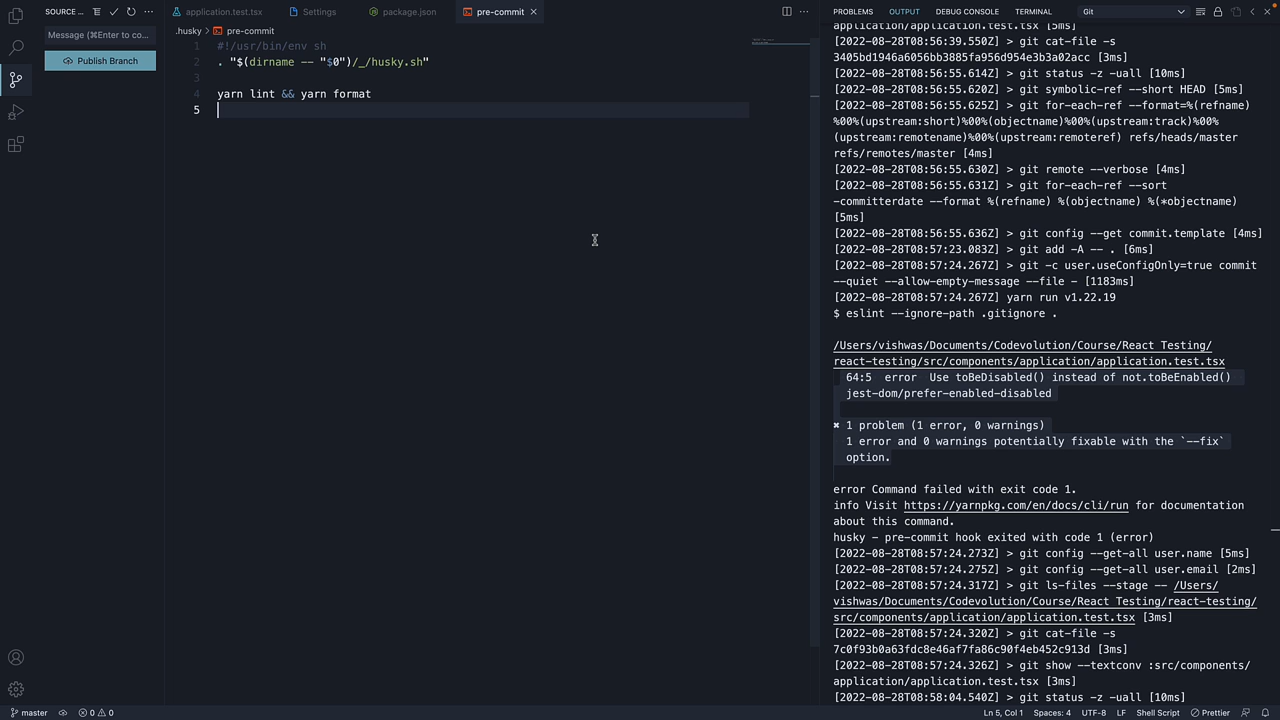 SOURCE ...
Message (⌘Enter to co...
Publish Branch
application.test.tsx
Settings
package.json
pre-commit
.husky > pre-commit
1 #!/usr/bin/env sh
2 . "$(dirname -- "$0")/_/husky.sh"
3
4 yarn lint && yarn format
5
PROBLEMS OUTPUT DEBUG CONSOLE TERMINAL Git
application/application.test.tsx [5ms]
[2022-08-28T08:56:39.550Z] > git cat-file -s
3405bd1946a6056bb3885fa956d954e3b3a02acc [3ms]
[2022-08-28T08:56:55.614Z] > git status -z -uall [10ms]
[2022-08-28T08:56:55.620Z] > git symbolic-ref --short HEAD [5ms]
[2022-08-28T08:56:55.625Z] > git for-each-ref --format=%(refname)
%00%(upstream:short)%00%(objectname)%00%(upstream:track)%00%
(upstream:remotename)%00%(upstream:remoteref) refs/heads/master
refs/remotes/master [4ms]
[2022-08-28T08:56:55.630Z] > git remote --verbose [4ms]
[2022-08-28T08:56:55.631Z] > git for-each-ref --sort
-committerdate --format %(refname) %(objectname) %(*objectname)
[5ms]
[2022-08-28T08:56:55.636Z] > git config --get commit.template [4ms]
[2022-08-28T08:57:23.083Z] > git add -A -- . [6ms]
[2022-08-28T08:57:24.267Z] > git -c user.useConfigOnly=true commit
--quiet --allow-empty-message --file - [1183ms]
[2022-08-28T08:57:24.267Z] yarn run v1.22.19
$ eslint --ignore-path .gitignore .
/Users/vishwas/Documents/Codevolution/Course/React Testing/
react-testing/src/components/application/application.test.tsx
64:5 error Use toBeDisabled() instead of not.toBeEnabled()
jest-dom/prefer-enabled-disabled
✖ 1 problem (1 error, 0 warnings)
1 error and 0 warnings potentially fixable with the `--fix`
option.
error Command failed with exit code 1.
info Visit https://yarnpkg.com/en/docs/cli/run for documentation
about this command.
husky - pre-commit hook exited with code 1 (error)
[2022-08-28T08:57:24.273Z] > git config --get-all user.name [5ms]
[2022-08-28T08:57:24.275Z] > git config --get-all user.email [2ms]
[2022-08-28T08:57:24.317Z] > git ls-files --stage -- /Users/
vishwas/Documents/Codevolution/Course/React Testing/react-testing/
src/components/application/application.test.tsx [3ms]
[2022-08-28T08:57:24.320Z] > git cat-file -s
7c0f93b0a63fdc8e46af7fa86c90f4eb452c913d [3ms]
[2022-08-28T08:57:24.326Z] > git show --textconv :src/components/
application/application.test.tsx [3ms]
[2022-08-28T08:58:04.540Z] > git status -z -uall [10ms]
master 0 0
Ln 5, Col 1 Spaces: 4 UTF-8 LF Shell Script Prettier